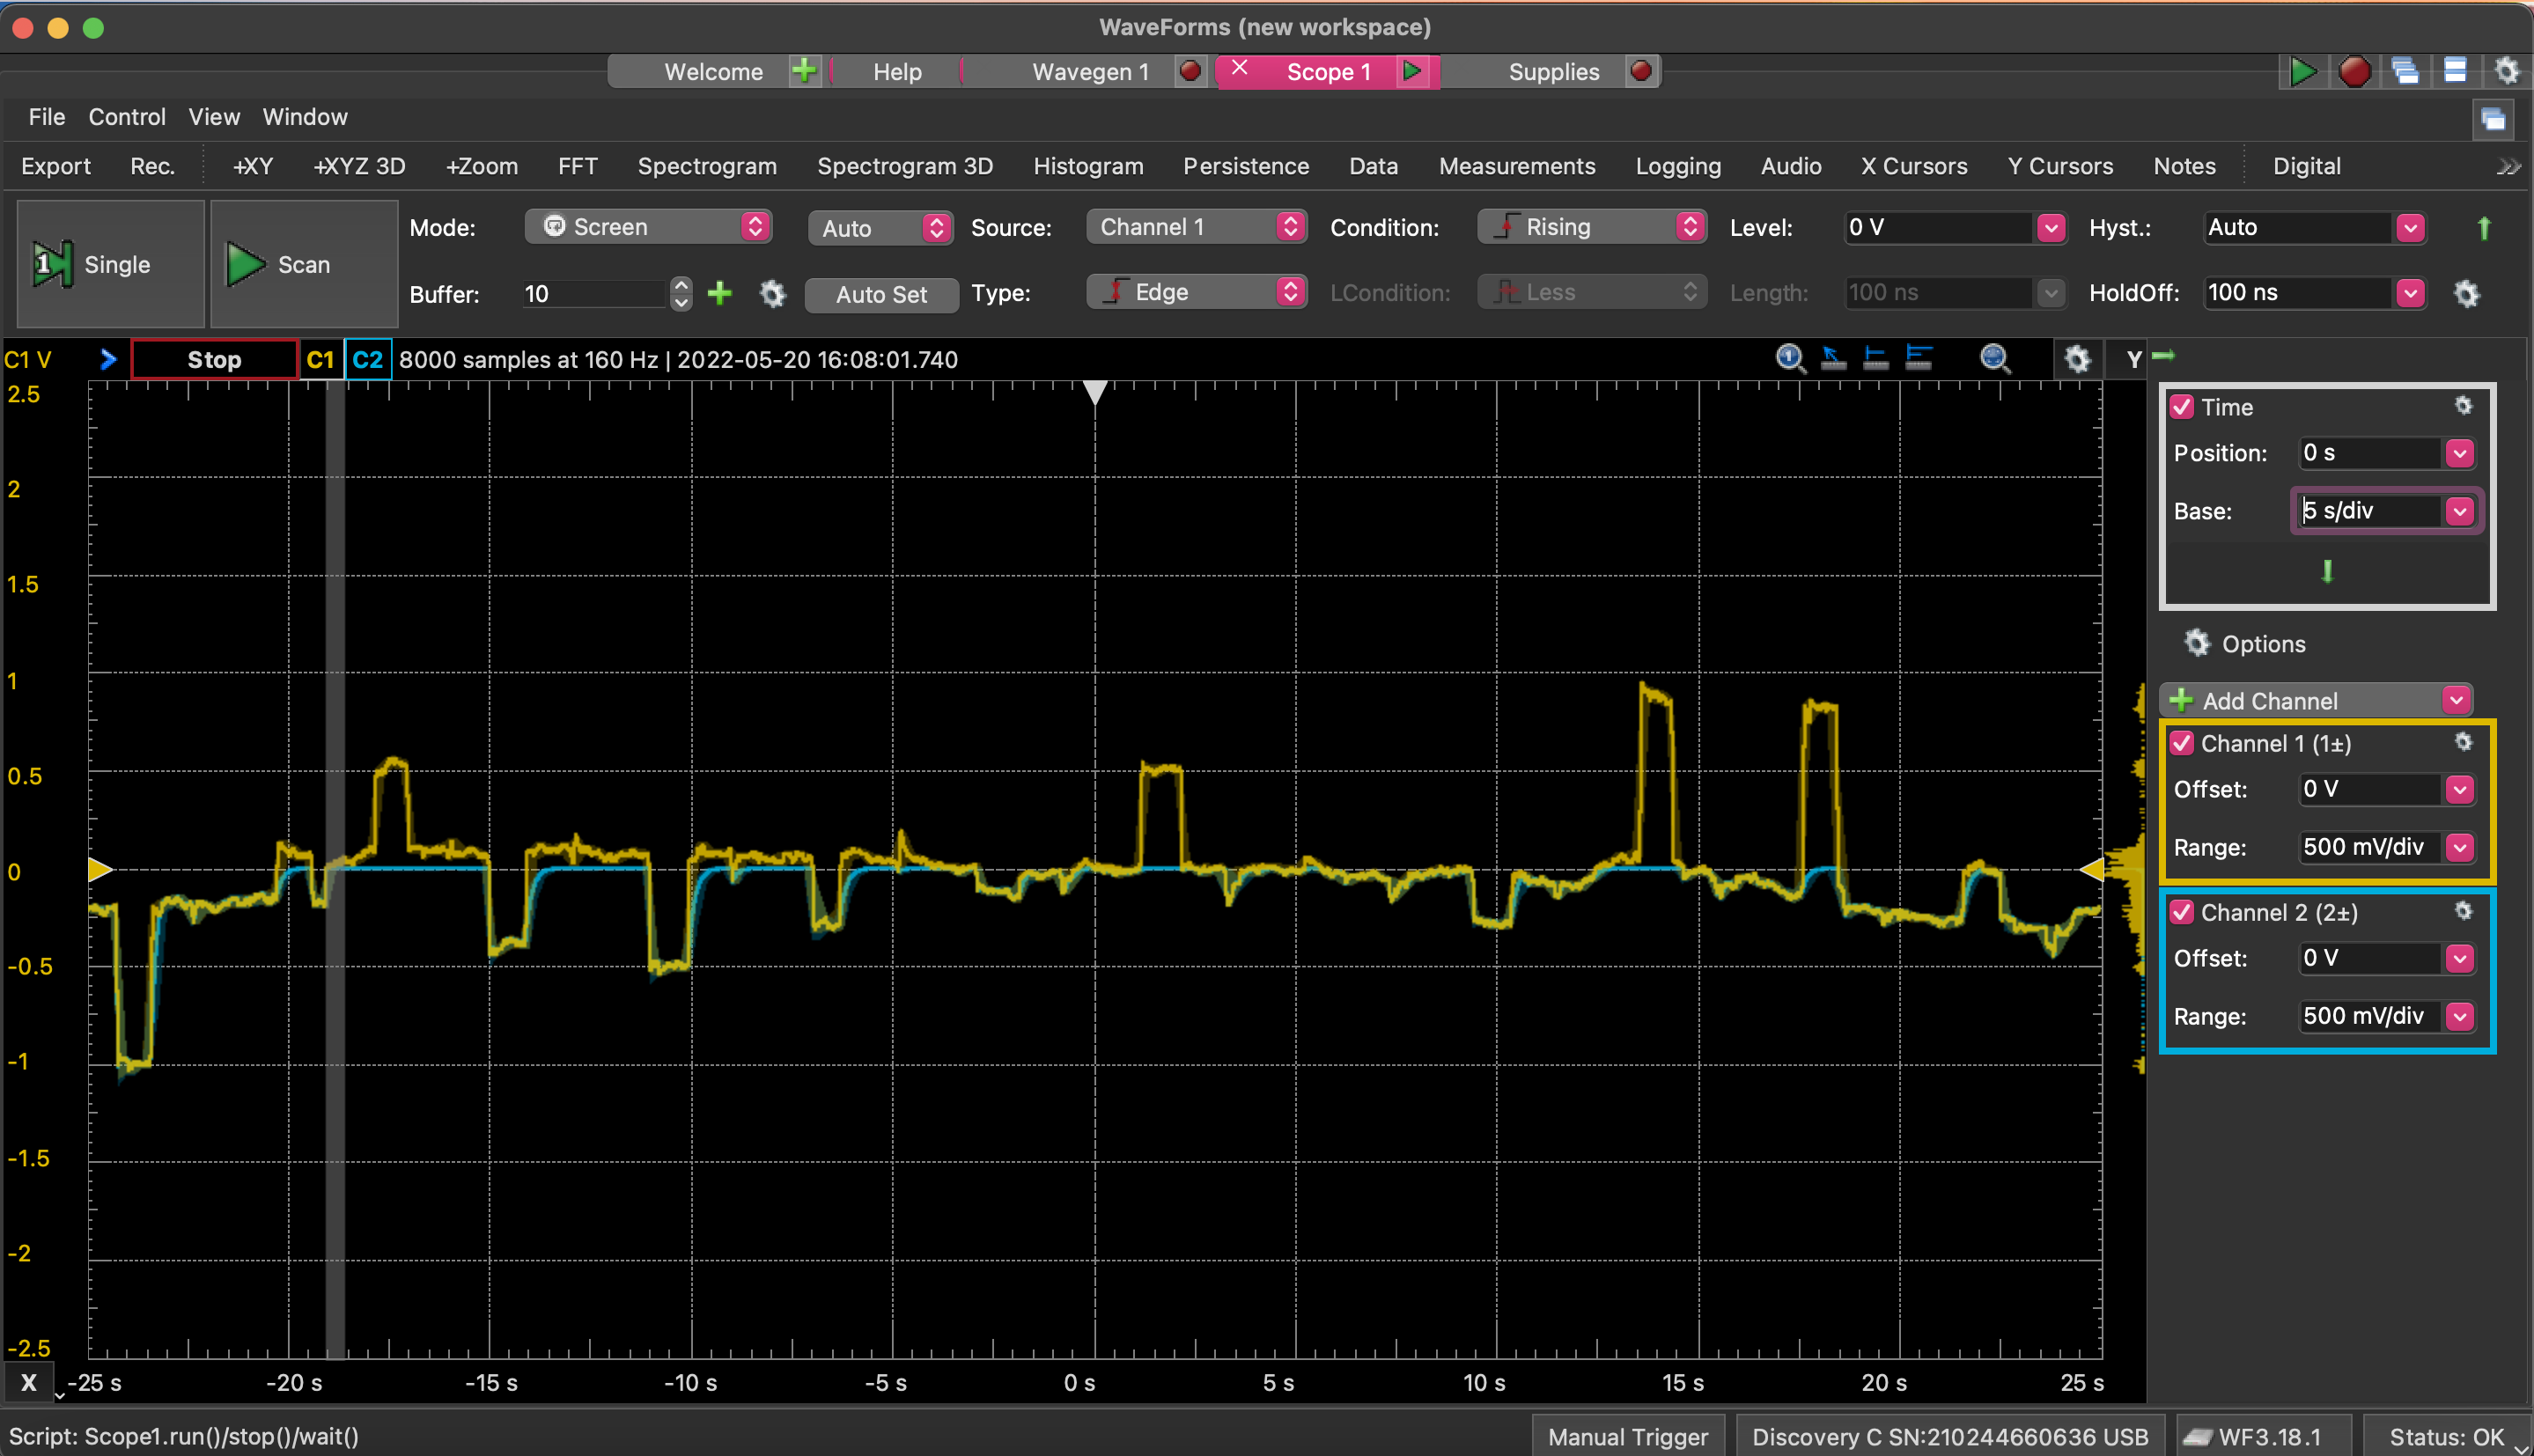 WaveForms (new workspace)
Welcome Help Wavegen 1 Scope 1 Supplies
File Control View Window
Export Rec. +XY +XYZ 3D +Zoom FFT Spectrogram Spectrogram 3D Histogram Persistence Data Measurements Logging Audio X Cursors Y Cursors Notes Digital
1 Single Scan Mode: Screen Auto Source: Channel 1 Condition: Rising Level: 0 V Hyst.: Auto
Buffer: 10 Auto Set Type: Edge LCondition: Less Length: 100 ns HoldOff: 100 ns
C1 V Stop C1 C2 8000 samples at 160 Hz | 2022-05-20 16:08:01.740 1 Y
2.5
2
1.5
1
0.5
0
-0.5
-1
-1.5
-2
-2.5
X -25 s -20 s -15 s -10 s -5 s 0 s 5 s 10 s 15 s 20 s 25 s
Time
Position: 0 s
Base: 5 s/div
Options
Add Channel
Channel 1 (1±)
Offset: 0 V
Range: 500 mV/div
Channel 2 (2±)
Offset: 0 V
Range: 500 mV/div
Script: Scope1.run()/stop()/wait() Manual Trigger Discovery C SN:210244660636 USB WF3.18.1 Status: OK